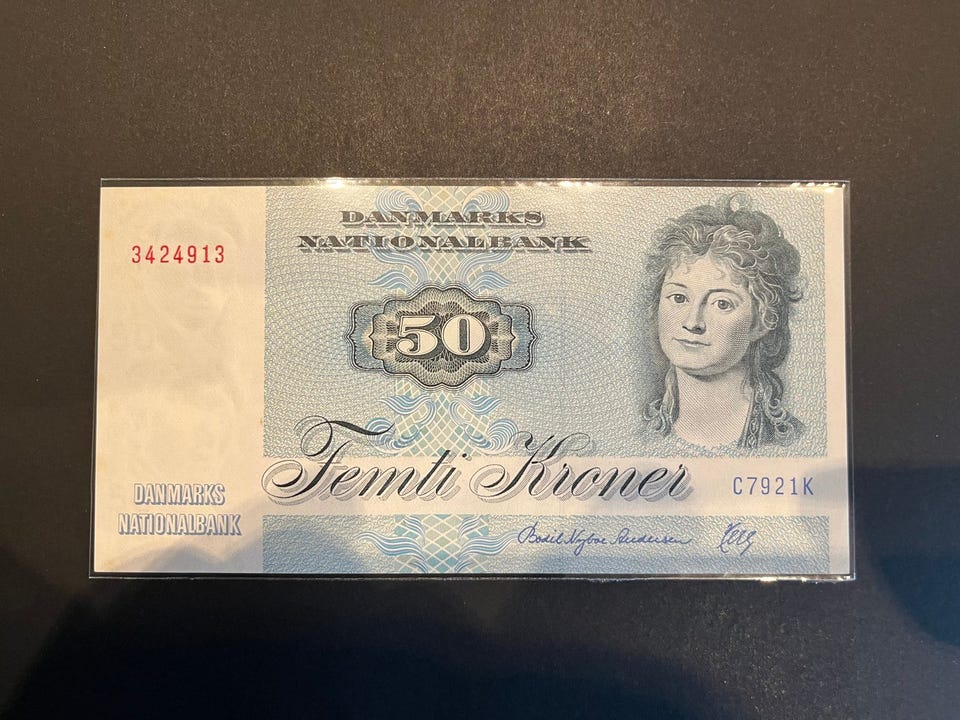 DANMARKS
NATIONALBANK
3424913
50
Femti Kroner
C7921K
DANMARKS
NATIONALBANK
Bodil Nyboe Andersen